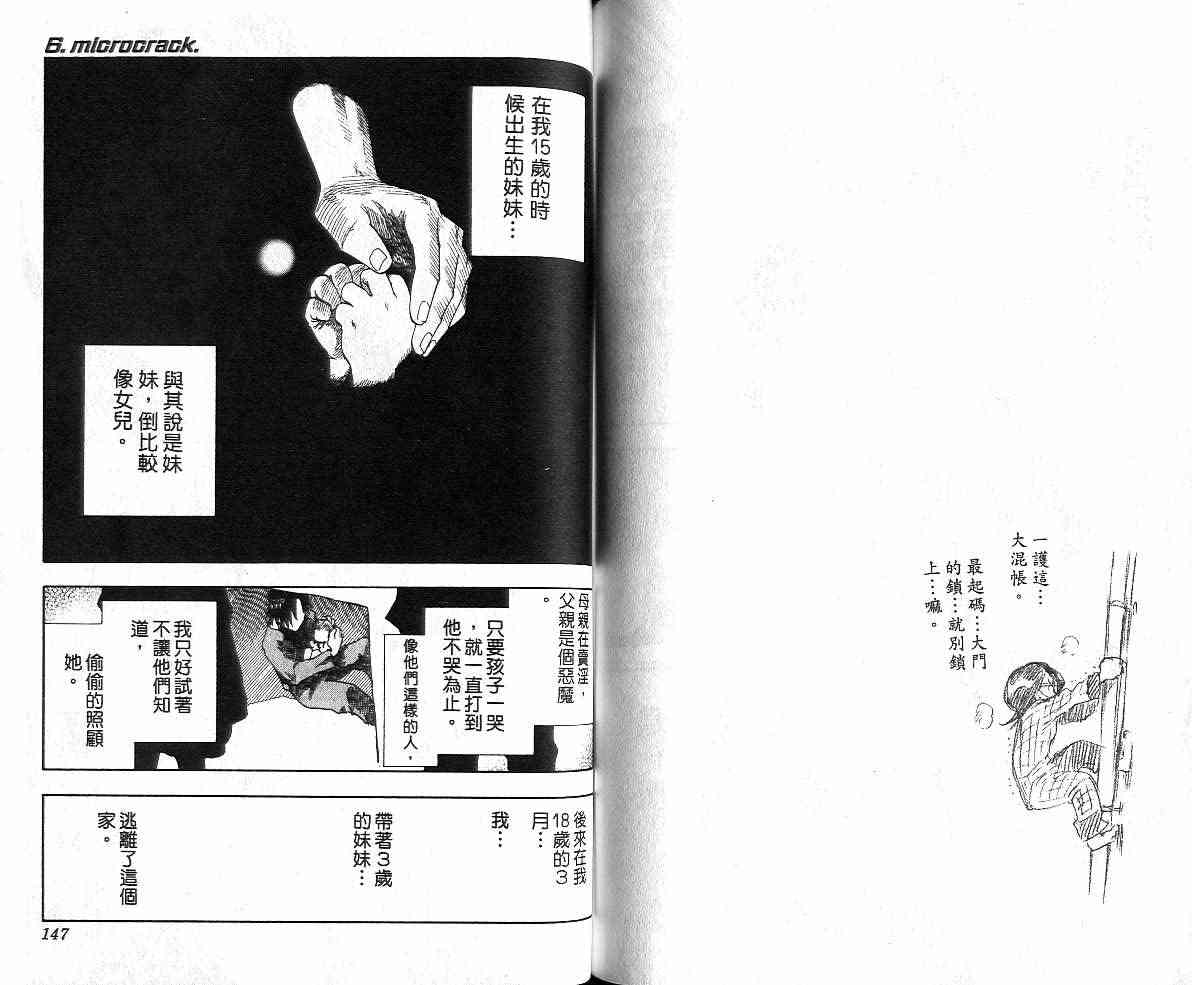 一護這…
大混帳。
最起碼…大門
的鎖…就別鎖
上…嘛。
6. microcrack.
在我15歲的時
候出生的妹妹…
與其說是妹
妹，倒比較
像女兒。
母親在賣淫，
父親是個惡魔
。
只要孩子一哭
，就一直打到
他不哭為止。
像他們這樣的人，
我只好試著
不讓他們知
道，
偷偷的照顧
她。
後來在我
18歲的3
月…
我…
帶著3歲
的妹妹…
逃離了這個
家。
147